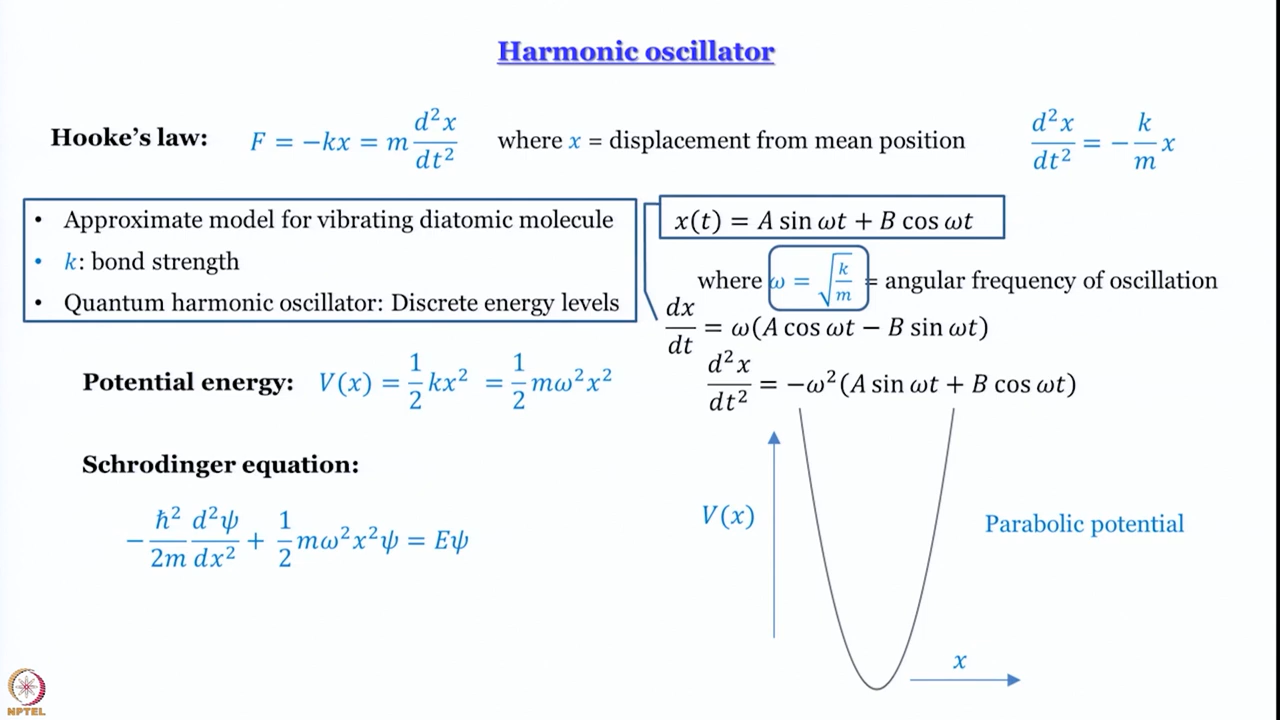 Harmonic oscillator
Hooke's law: F = −kx = m d²x/dt² where x = displacement from mean position d²x/dt² = − k/m x
• Approximate model for vibrating diatomic molecule
• k: bond strength
• Quantum harmonic oscillator: Discrete energy levels
x(t) = A sin ωt + B cos ωt
where ω = √(k/m) = angular frequency of oscillation
dx/dt = ω(A cos ωt − B sin ωt)
d²x/dt² = −ω²(A sin ωt + B cos ωt)
Potential energy: V(x) = 1/2 kx² = 1/2 mω²x²
Schrodinger equation:
− ħ²/2m d²ψ/dx² + 1/2 mω²x²ψ = Eψ
V(x)
Parabolic potential
x
NPTEL